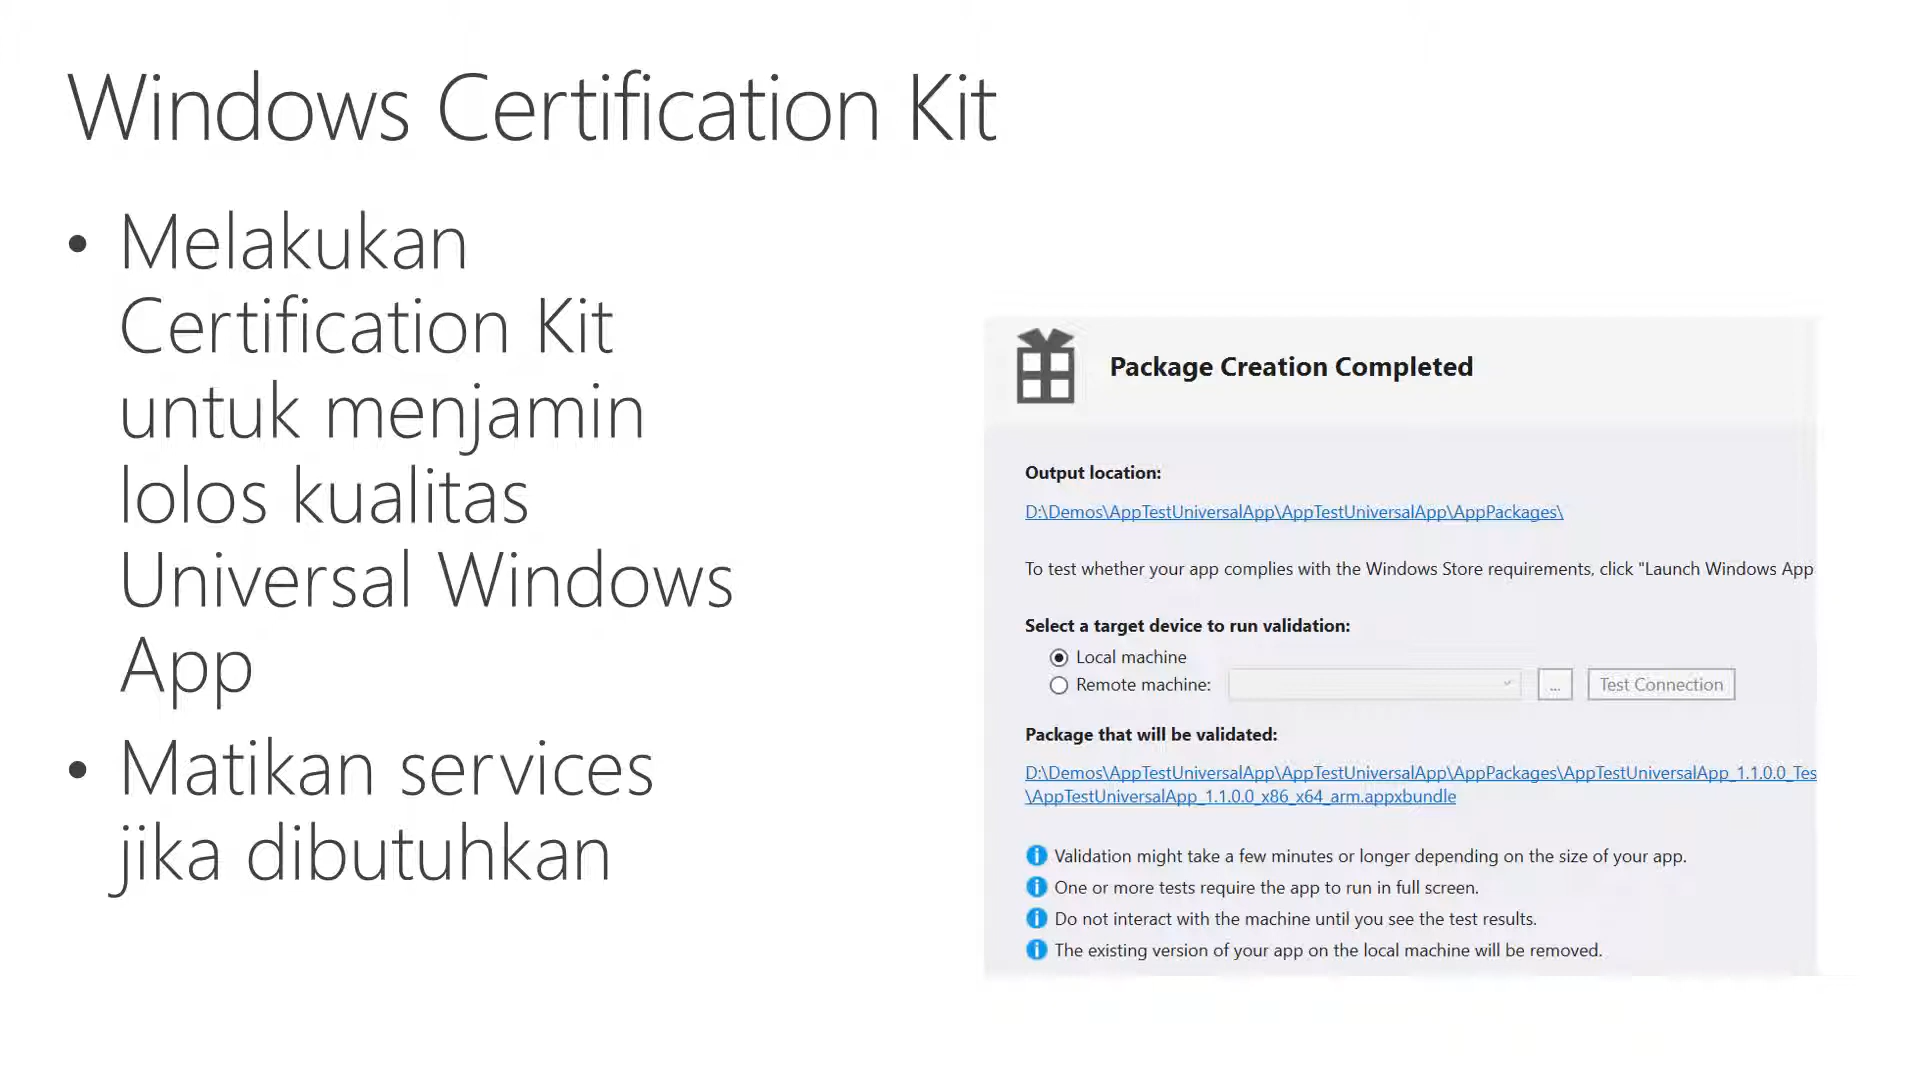 Windows Certification Kit
• Melakukan
Certification Kit
untuk menjamin
lolos kualitas
Universal Windows
App
• Matikan services
jika dibutuhkan
Package Creation Completed
Output location:
D:\Demos\AppTestUniversalApp\AppTestUniversalApp\AppPackages\
To test whether your app complies with the Windows Store requirements, click "Launch Windows App
Select a target device to run validation:
Local machine
Remote machine: ... Test Connection
Package that will be validated:
D:\Demos\AppTestUniversalApp\AppTestUniversalApp\AppPackages\AppTestUniversalApp_1.1.0.0_Tes
\AppTestUniversalApp_1.1.0.0_x86_x64_arm.appxbundle
Validation might take a few minutes or longer depending on the size of your app.
One or more tests require the app to run in full screen.
Do not interact with the machine until you see the test results.
The existing version of your app on the local machine will be removed.